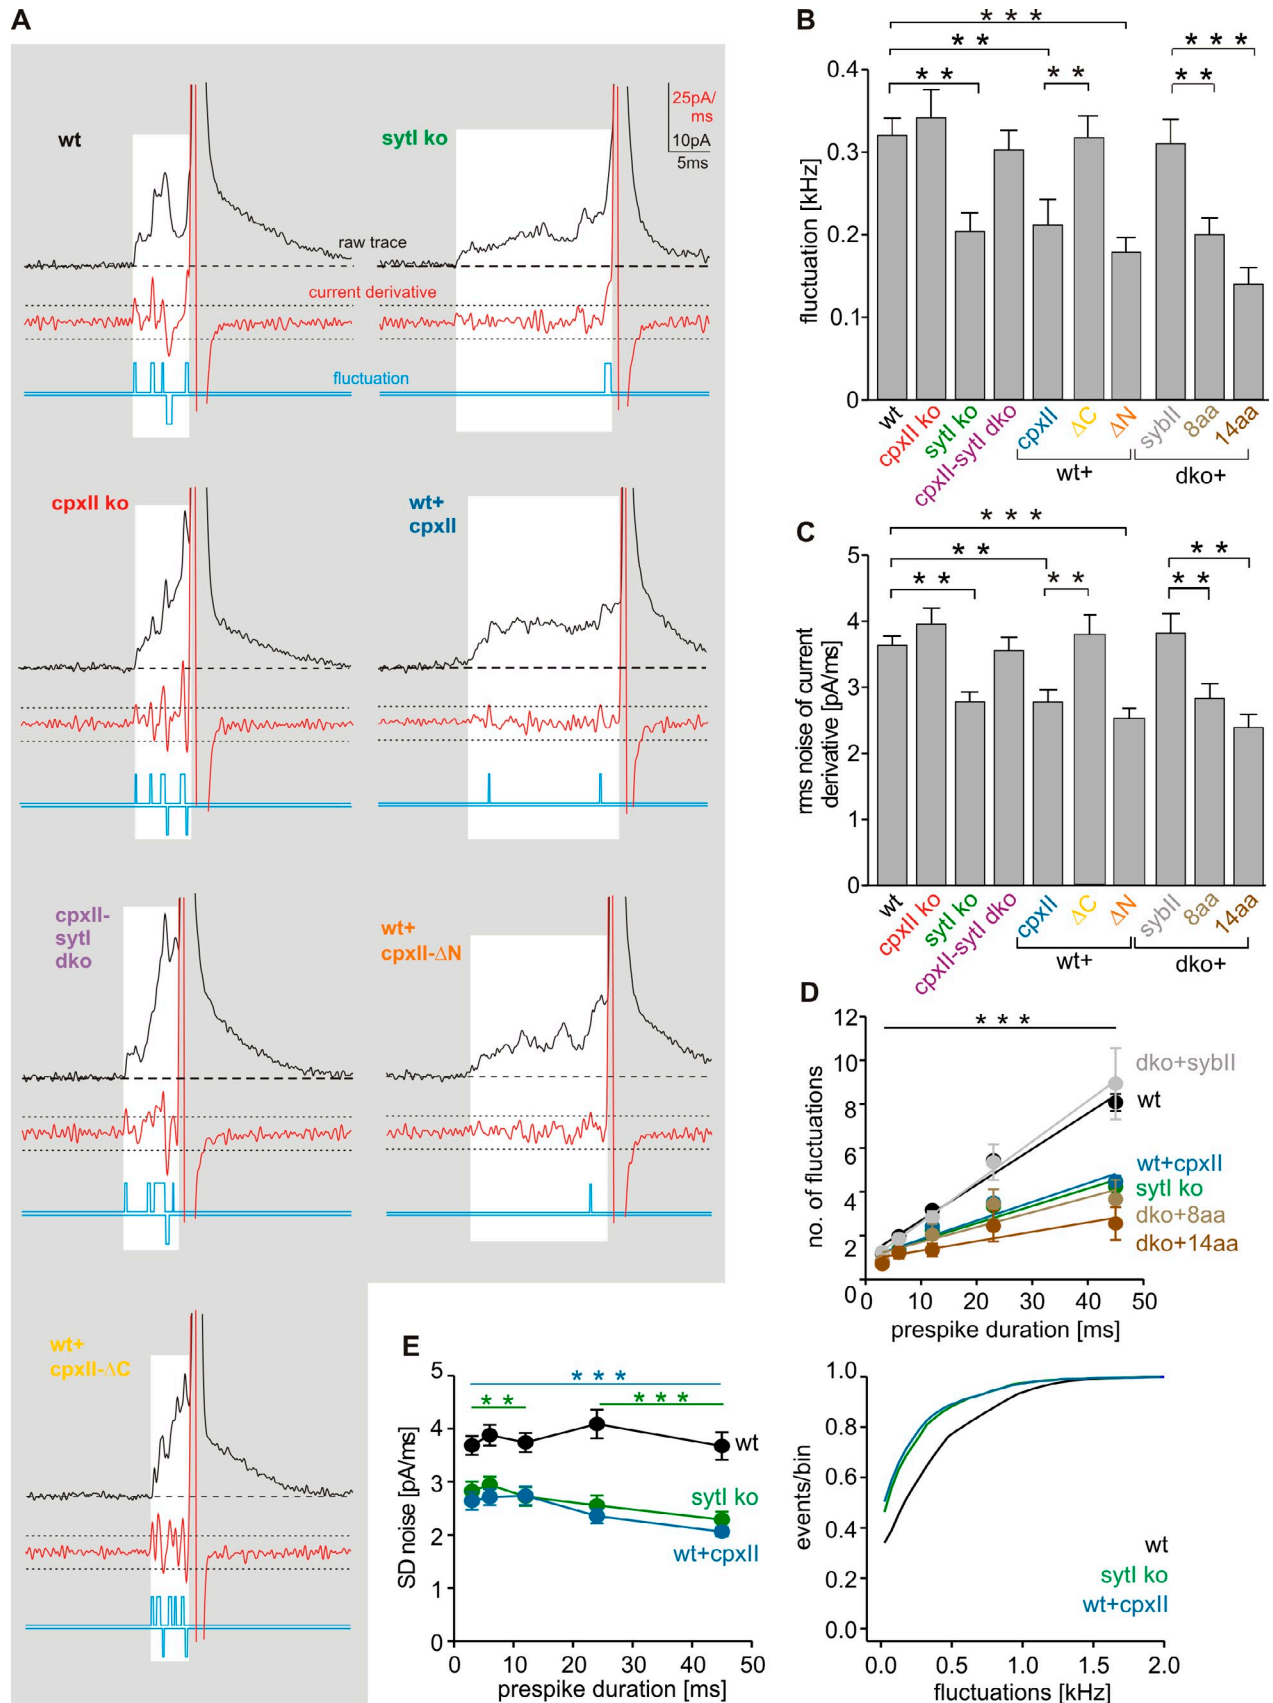 A
wt
sytI ko
25pA/
ms
10pA
5ms
raw trace
current derivative
fluctuation
cpxII ko
wt+
cpxII
cpxII-
sytI
dko
wt+
cpxII-ΔN
wt+
cpxII-ΔC
B
* * *
* *
* * *
* *
* *
* *
0.4
0.3
0.2
0.1
0
fluctuation [kHz]
wt
cpxII ko
sytI ko
cpxII-sytI dko
cpxII
ΔC
ΔN
sybII
8aa
14aa
wt+
dko+
C
* * *
* *
* *
* *
* *
* *
5
4
3
2
1
0
rms noise of current
derivative [pA/ms]
wt
cpxII ko
sytI ko
cpxII-sytI dko
cpxII
ΔC
ΔN
sybII
8aa
14aa
wt+
dko+
D
* * *
12
10
8
6
4
2
0
no. of fluctuations
dko+sybII
wt
wt+cpxII
sytI ko
dko+8aa
dko+14aa
0 10 20 30 40 50
prespike duration [ms]
E
* * *
* *
* * *
5
4
3
2
1
0
SD noise [pA/ms]
wt
sytI ko
wt+cpxII
0 10 20 30 40 50
prespike duration [ms]
1.0
0.8
0.6
0.4
0.2
0.0
events/bin
wt
sytI ko
wt+cpxII
0.0 0.5 1.0 1.5 2.0
fluctuations [kHz]